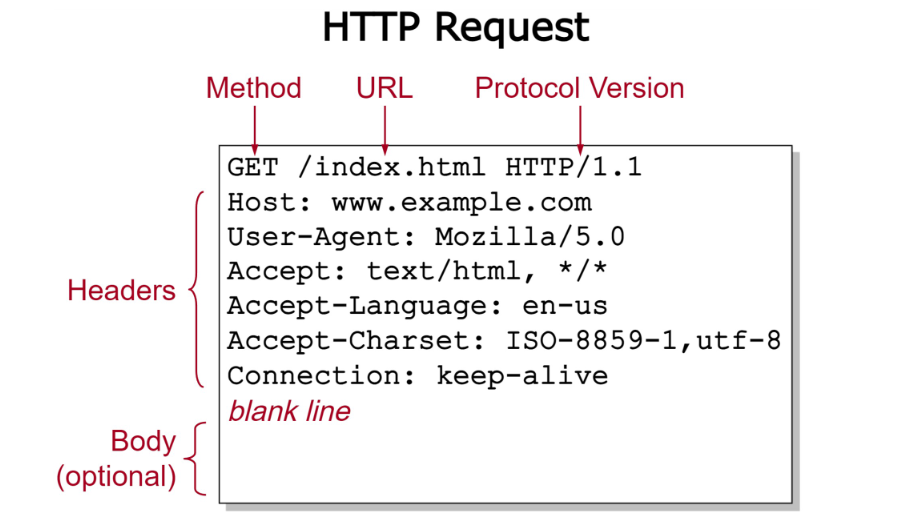 HTTP Request
Method URL Protocol Version
GET /index.html HTTP/1.1
Host: www.example.com
User-Agent: Mozilla/5.0
Headers
Accept: text/html, */*
Accept-Language: en-us
Accept-Charset: ISO-8859-1,utf-8
Connection: keep-alive
blank line
Body
(optional)